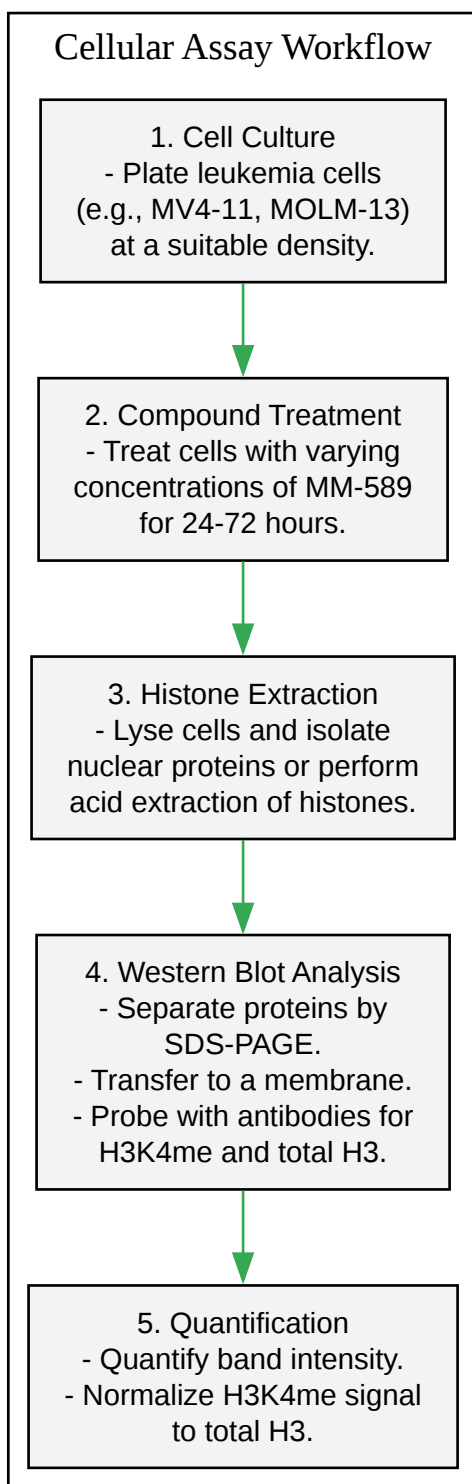 Cellular Assay Workflow
1. Cell Culture
- Plate leukemia cells
(e.g., MV4-11, MOLM-13)
at a suitable density.
2. Compound Treatment
- Treat cells with varying
concentrations of MM-589
for 24-72 hours.
3. Histone Extraction
- Lyse cells and isolate
nuclear proteins or perform
acid extraction of histones.
4. Western Blot Analysis
- Separate proteins by
SDS-PAGE.
- Transfer to a membrane.
- Probe with antibodies for
H3K4me and total H3.
5. Quantification
- Quantify band intensity.
- Normalize H3K4me signal
to total H3.